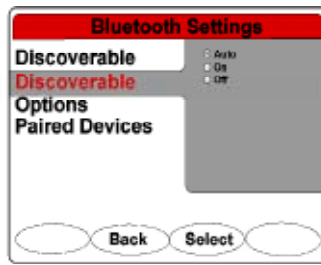 Bluetooth Settings
Discoverable
Discoverable
Options
Paired Devices
Auto
On
Off
Back
Select